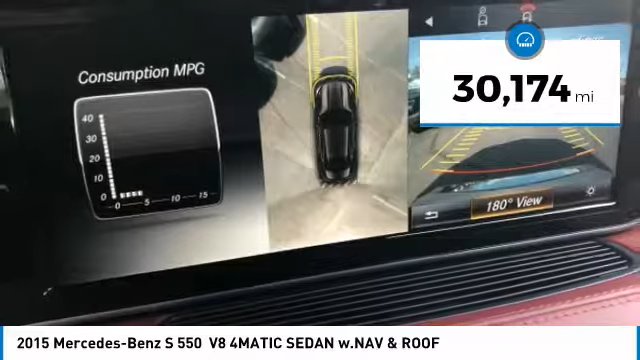 Consumption MPG
40
30
20
10
0
0 5 10 15
180° View
30,174 mi
2015 Mercedes-Benz S 550 V8 4MATIC SEDAN w.NAV & ROOF